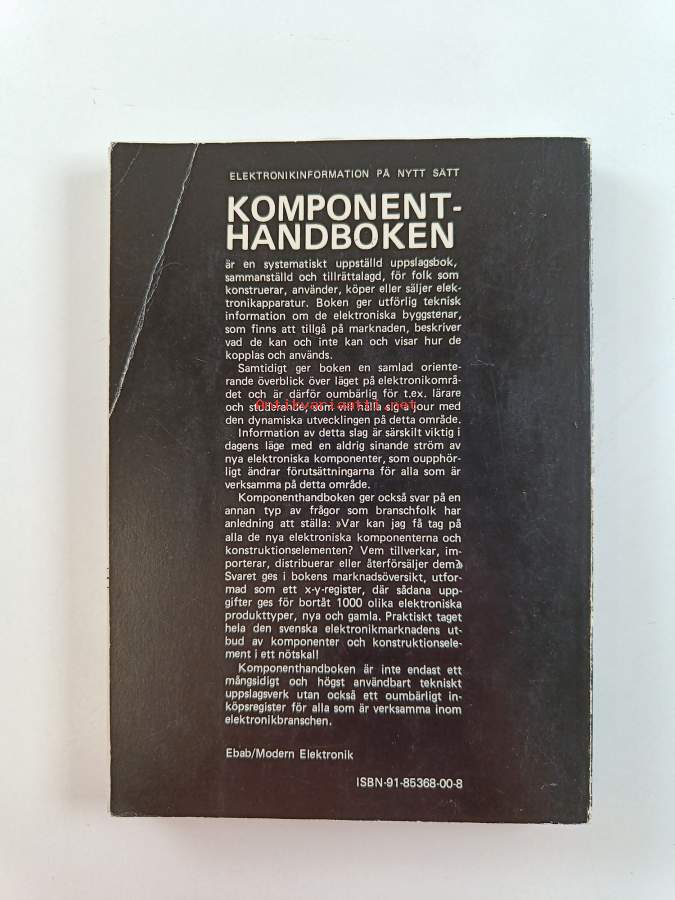 ELEKTRONIKINFORMATION PÅ NYTT SÄTT
KOMPONENT-
HANDBOKEN
är en systematiskt uppställd uppslagsbok,
sammanställd och tillrättalagd, för folk som
konstruerar, använder, köper eller säljer elek-
tronikapparatur. Boken ger utförlig teknisk
information om de elektroniska byggstenar,
som finns att tillgå på marknaden, beskriver
vad de kan och inte kan och visar hur de
kopplas och används.
Samtidigt ger boken en samlad oriente-
rande överblick över läget på elektronikområ-
det och är därför oumbärlig för t.ex. lärare
och studerande, som vill hålla sig à jour med
den dynamiska utvecklingen på detta område.
Information av detta slag är särskilt viktig i
dagens läge med en aldrig sinande ström av
nya elektroniska komponenter, som oupphör-
ligt ändrar förutsättningarna för alla som är
verksamma på detta område.
Komponenthandboken ger också svar på en
annan typ av frågor som branschfolk har
anledning att ställa: »Var kan jag få tag på
alla de nya elektroniska komponenterna och
konstruktionselementen? Vem tillverkar, im-
porterar, distribuerar eller återförsäljer dem?»
Svaret ges i bokens marknadsöversikt, utfor-
mad som ett x-y-register, där sådana upp-
gifter ges för bortåt 1000 olika elektroniska
produkttyper, nya och gamla. Praktiskt taget
hela den svenska elektronikmarknadens ut-
bud av komponenter och konstruktionsele-
ment i ett nötskal!
Komponenthandboken är inte endast ett
mångsidigt och högst användbart tekniskt
uppslagsverk utan också ett oumbärligt in-
köpsregister för alla som är verksamma inom
elektronikbranschen.
Ebab/Modern Elektronik
ISBN-91-85368-00-8